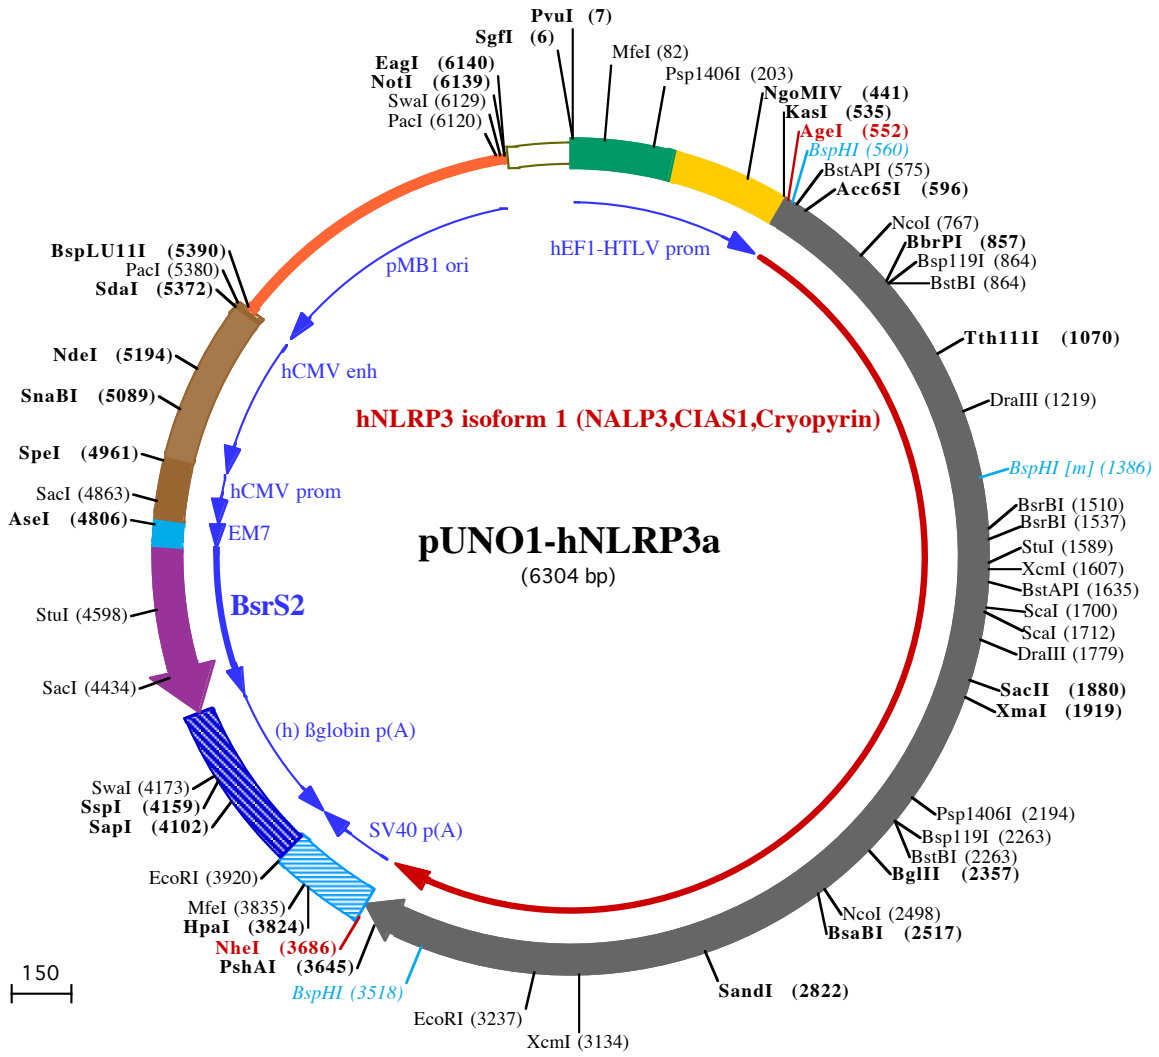 PvuI (7)
SgfI (6)
MfeI (82)
Psp1406I (203)
NgoMIV (441)
KasI (535)
AgeI (552)
BspHI (560)
BstAPI (575)
Acc65I (596)
NcoI (767)
BbrPI (857)
Bsp119I (864)
BstBI (864)
Tth111I (1070)
DraIII (1219)
BspHI [m] (1386)
BsrBI (1510)
BsrBI (1537)
StuI (1589)
XcmI (1607)
BstAPI (1635)
ScaI (1700)
ScaI (1712)
DraIII (1779)
SacII (1880)
XmaI (1919)
Psp1406I (2194)
Bsp119I (2263)
BstBI (2263)
BglII (2357)
NcoI (2498)
BsaBI (2517)
SandI (2822)
XcmI (3134)
EcoRI (3237)
BspHI (3518)
PshAI (3645)
NheI (3686)
HpaI (3824)
MfeI (3835)
EcoRI (3920)
SapI (4102)
SspI (4159)
SwaI (4173)
SacI (4434)
StuI (4598)
AseI (4806)
SacI (4863)
SpeI (4961)
SnaBI (5089)
NdeI (5194)
SdaI (5372)
PacI (5380)
BspLU11I (5390)
PacI (6120)
SwaI (6129)
NotI (6139)
EagI (6140)
hEF1-HTLV prom
pMB1 ori
hCMV enh
hNLRP3 isoform 1 (NALP3,CIAS1,Cryopyrin)
hCMV prom
EM7
pUNO1-hNLRP3a
(6304 bp)
BsrS2
(h) ßglobin p(A)
SV40 p(A)
150